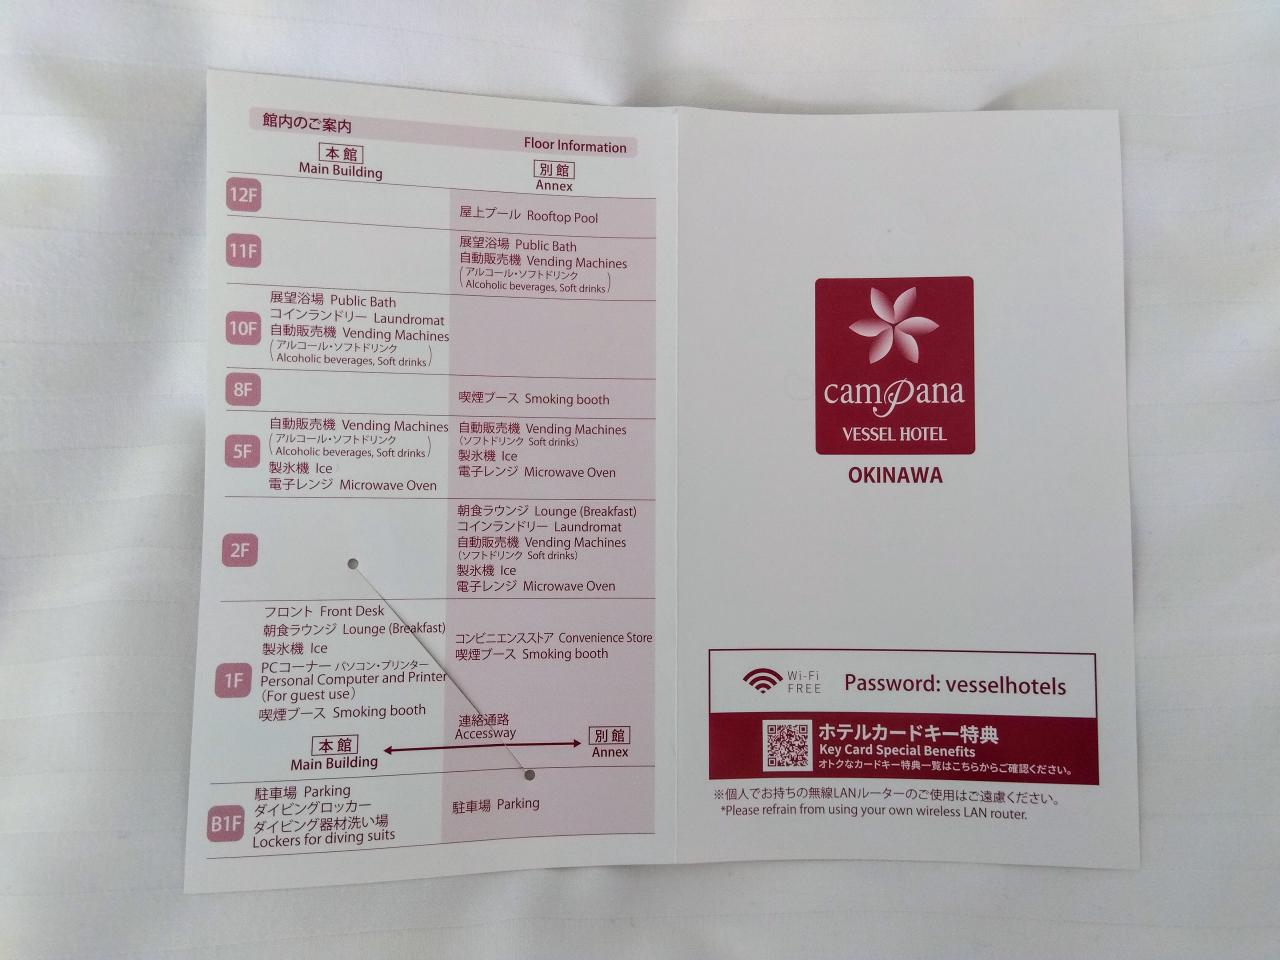 館内のご案内
Floor Information
本館
Main Building
別館
Annex
12F
屋上プール Rooftop Pool
11F
展望浴場 Public Bath
自動販売機 Vending Machines
(アルコール・ソフトドリンク
Alcoholic beverages, Soft drinks)
10F
展望浴場 Public Bath
コインランドリー Laundromat
自動販売機 Vending Machines
(アルコール・ソフトドリンク
Alcoholic beverages, Soft drinks)
8F
喫煙ブース Smoking booth
5F
自動販売機 Vending Machines
(アルコール・ソフトドリンク
Alcoholic beverages, Soft drinks)
製氷機 Ice
電子レンジ Microwave Oven
自動販売機 Vending Machines
(ソフトドリンク Soft drinks)
製氷機 Ice
電子レンジ Microwave Oven
2F
朝食ラウンジ Lounge (Breakfast)
コインランドリー Laundromat
自動販売機 Vending Machines
(ソフトドリンク Soft drinks)
製氷機 Ice
電子レンジ Microwave Oven
1F
フロント Front Desk
朝食ラウンジ Lounge (Breakfast)
製氷機 Ice
PCコーナー パソコン・プリンター
Personal Computer and Printer
(For guest use)
喫煙ブース Smoking booth
コンビニエンスストア Convenience Store
喫煙ブース Smoking booth
連絡通路
Accessway
本館
Main Building
別館
Annex
B1F
駐車場 Parking
ダイビングロッカー
ダイビング器材洗い場
Lockers for diving suits
駐車場 Parking
campana
VESSEL HOTEL
OKINAWA
Wi-Fi
FREE
Password: vesselhotels
ホテルカードキー特典
Key Card Special Benefits
オトクなカードキー特典一覧はこちらからご確認ください。
※個人でお持ちの無線LANルーターのご使用はご遠慮ください。
*Please refrain from using your own wireless LAN router.